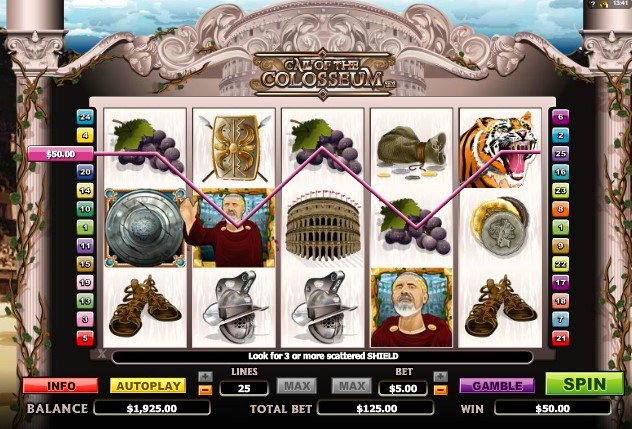 ? 13:41
CALL OF THE
COLOSSEUM
24 6
4 2
$50.00 25
20 16
14 23
10 8
1 1
11 9
15 22
19 17
13 18
3 7
5 21
X Look for 3 or more scattered SHIELD
LINES BET
INFO AUTOPLAY + - 25 MAX MAX $5.00 + - GAMBLE SPIN
BALANCE $1,925.00 TOTAL BET $125.00 WIN $50.00